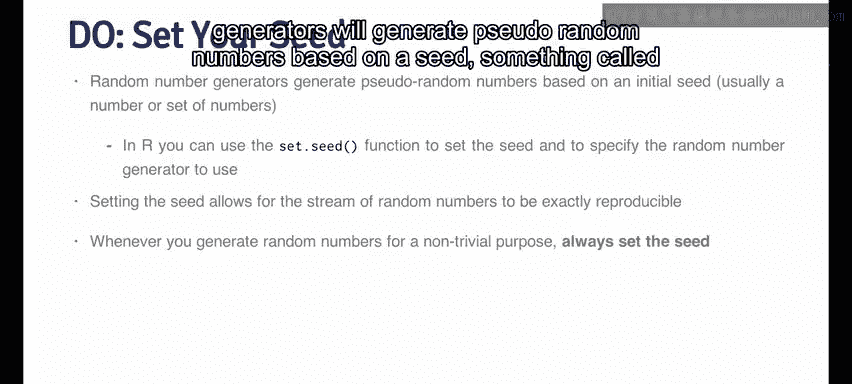 DO: Set Your Seed
generators will generate pseudo random
numbers based on a seed, something called
· Random number generators generate pseudo-random numbers based on an initial seed (usually a
number or set of numbers)
- In R you can use the set.seed() function to set the seed and to specify the random number
generator to use
· Setting the seed allows for the stream of random numbers to be exactly reproducible
· Whenever you generate random numbers for a non-trivial purpose, always set the seed